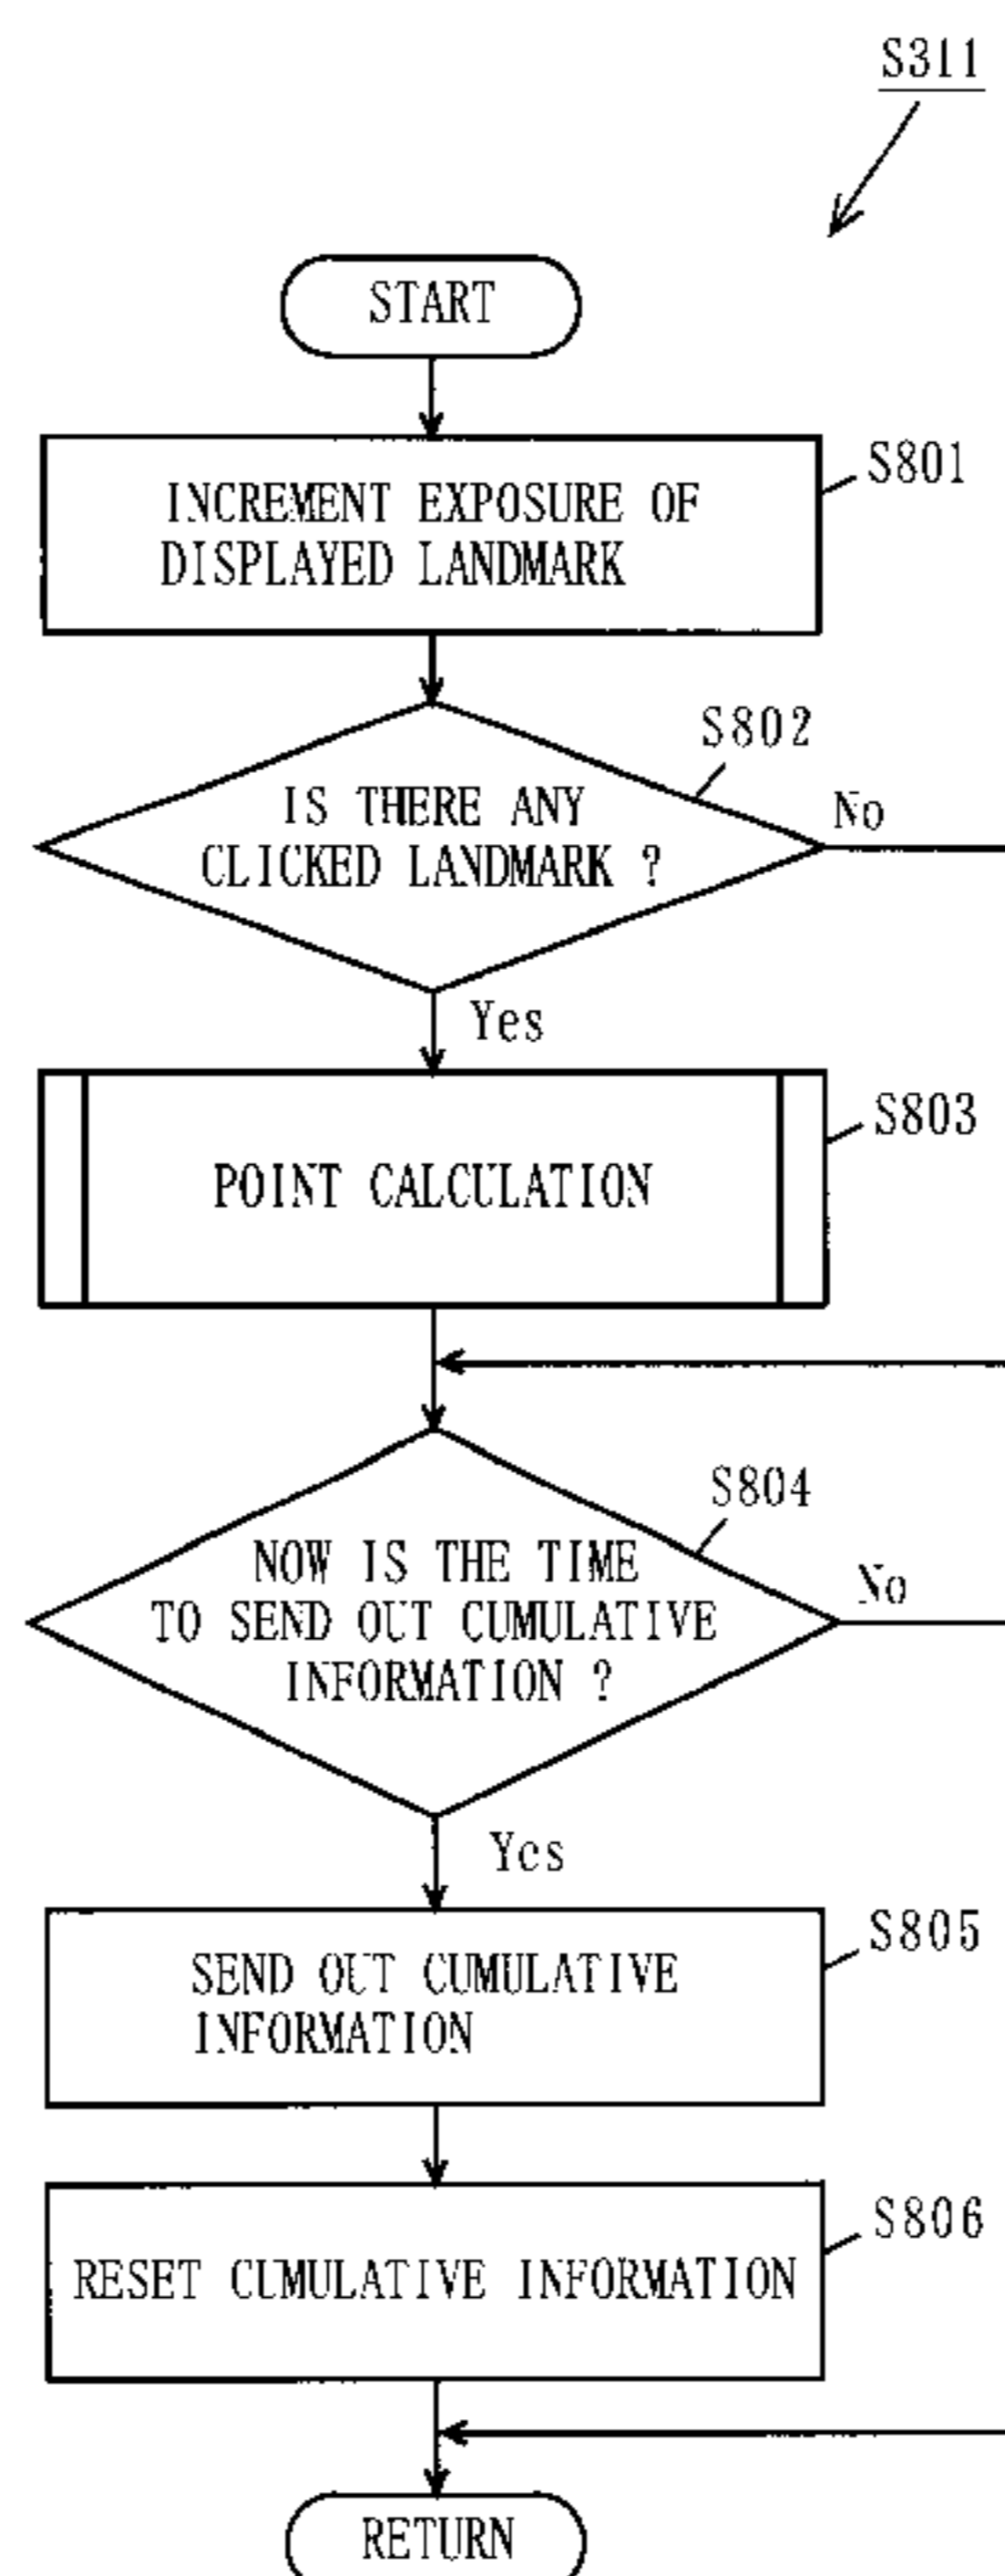 S311
START
S801
INCREMENT EXPOSURE OF
DISPLAYED LANDMARK
S802
IS THERE ANY
CLICKED LANDMARK ?
No
Yes
S803
POINT CALCULATION
S804
NOW IS THE TIME
TO SEND OUT CUMULATIVE
INFORMATION ?
No
Yes
S805
SEND OUT CUMULATIVE
INFORMATION
S806
RESET CUMULATIVE INFORMATION
RETURN